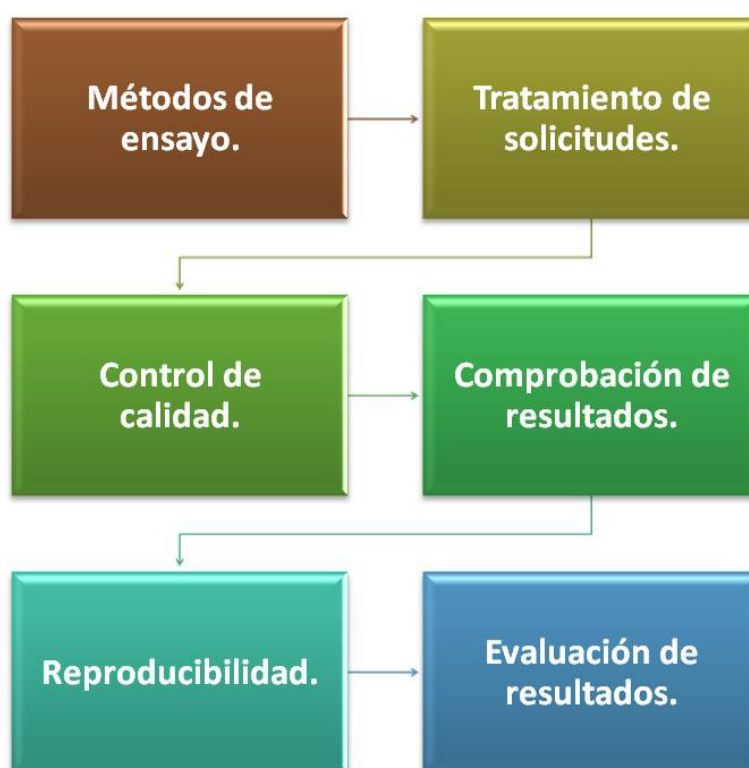 Métodos de
ensayo.
Tratamiento de
solicitudes.
Control de
calidad.
Comprobación de
resultados.
Reproducibilidad.
Evaluación de
resultados.